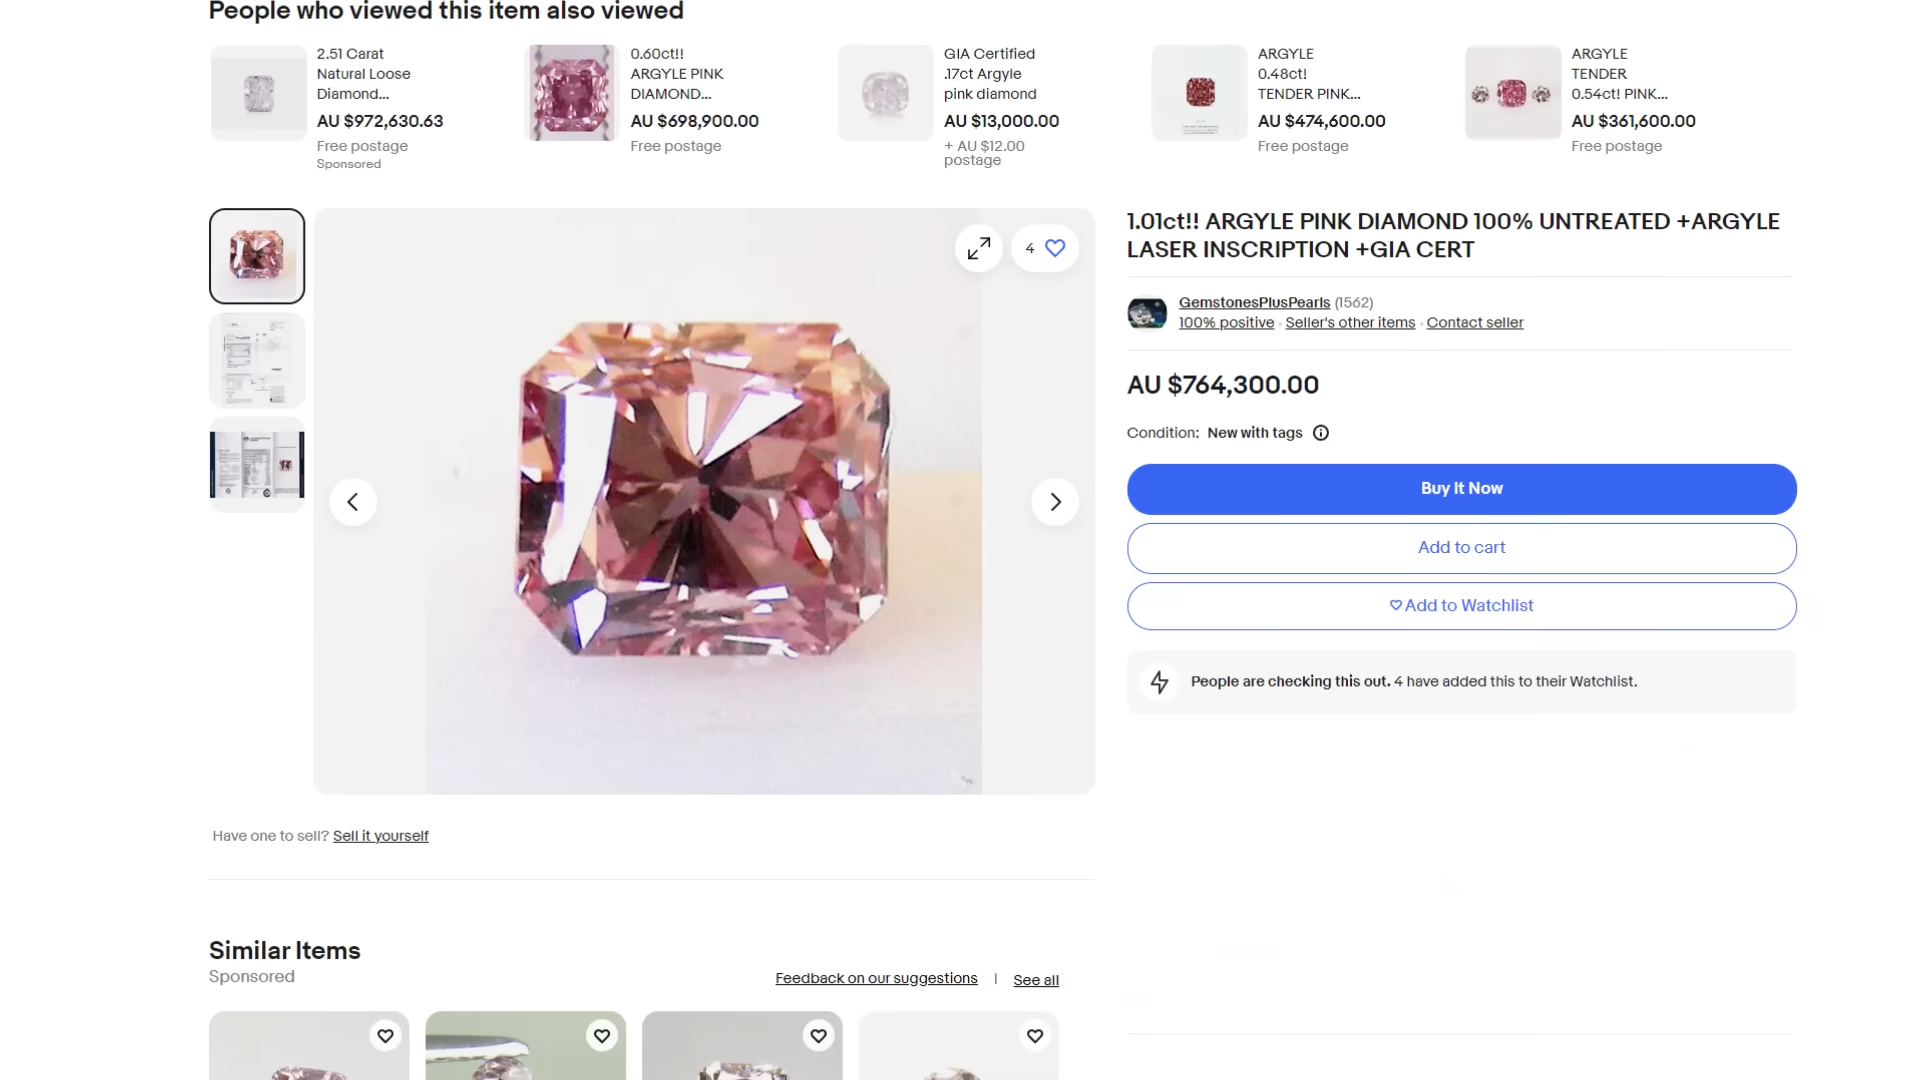 People who viewed this item also viewed
2.51 Carat
Natural Loose
Diamond...
AU $972,630.63
Free postage
Sponsored
0.60ct!!
ARGYLE PINK
DIAMOND...
AU $698,900.00
Free postage
GIA Certified
.17ct Argyle
pink diamond
AU $13,000.00
+ AU $12.00
postage
ARGYLE
0.48ct!
TENDER PINK...
AU $474,600.00
Free postage
ARGYLE
TENDER
0.54ct! PINK...
AU $361,600.00
Free postage
4
1.01ct!! ARGYLE PINK DIAMOND 100% UNTREATED +ARGYLE
LASER INSCRIPTION +GIA CERT
GemstonesPlusPearls (1562)
100% positive · Seller's other items · Contact seller
AU $764,300.00
Condition: New with tags
Buy It Now
Add to cart
Add to Watchlist
People are checking this out. 4 have added this to their Watchlist.
Have one to sell? Sell it yourself
Similar Items
Sponsored
Feedback on our suggestions | See all